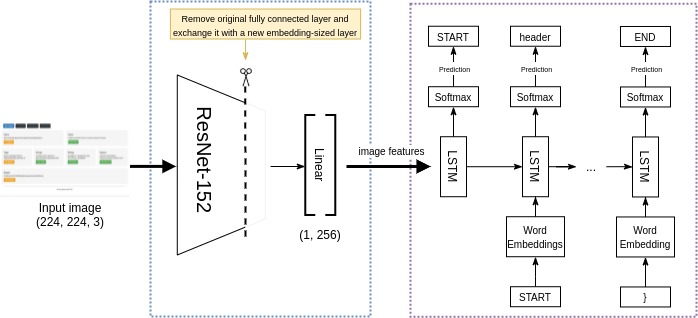 Remove original fully connected layer and
exchange it with a new embedding-sized layer
ResNet-152
Linear
(1, 256)
Input image
(224, 224, 3)
image features
START
header
END
Prediction
Prediction
Prediction
Softmax
Softmax
Softmax
LSTM
LSTM
...
LSTM
Word
Embeddings
Word
Embedding
START
}